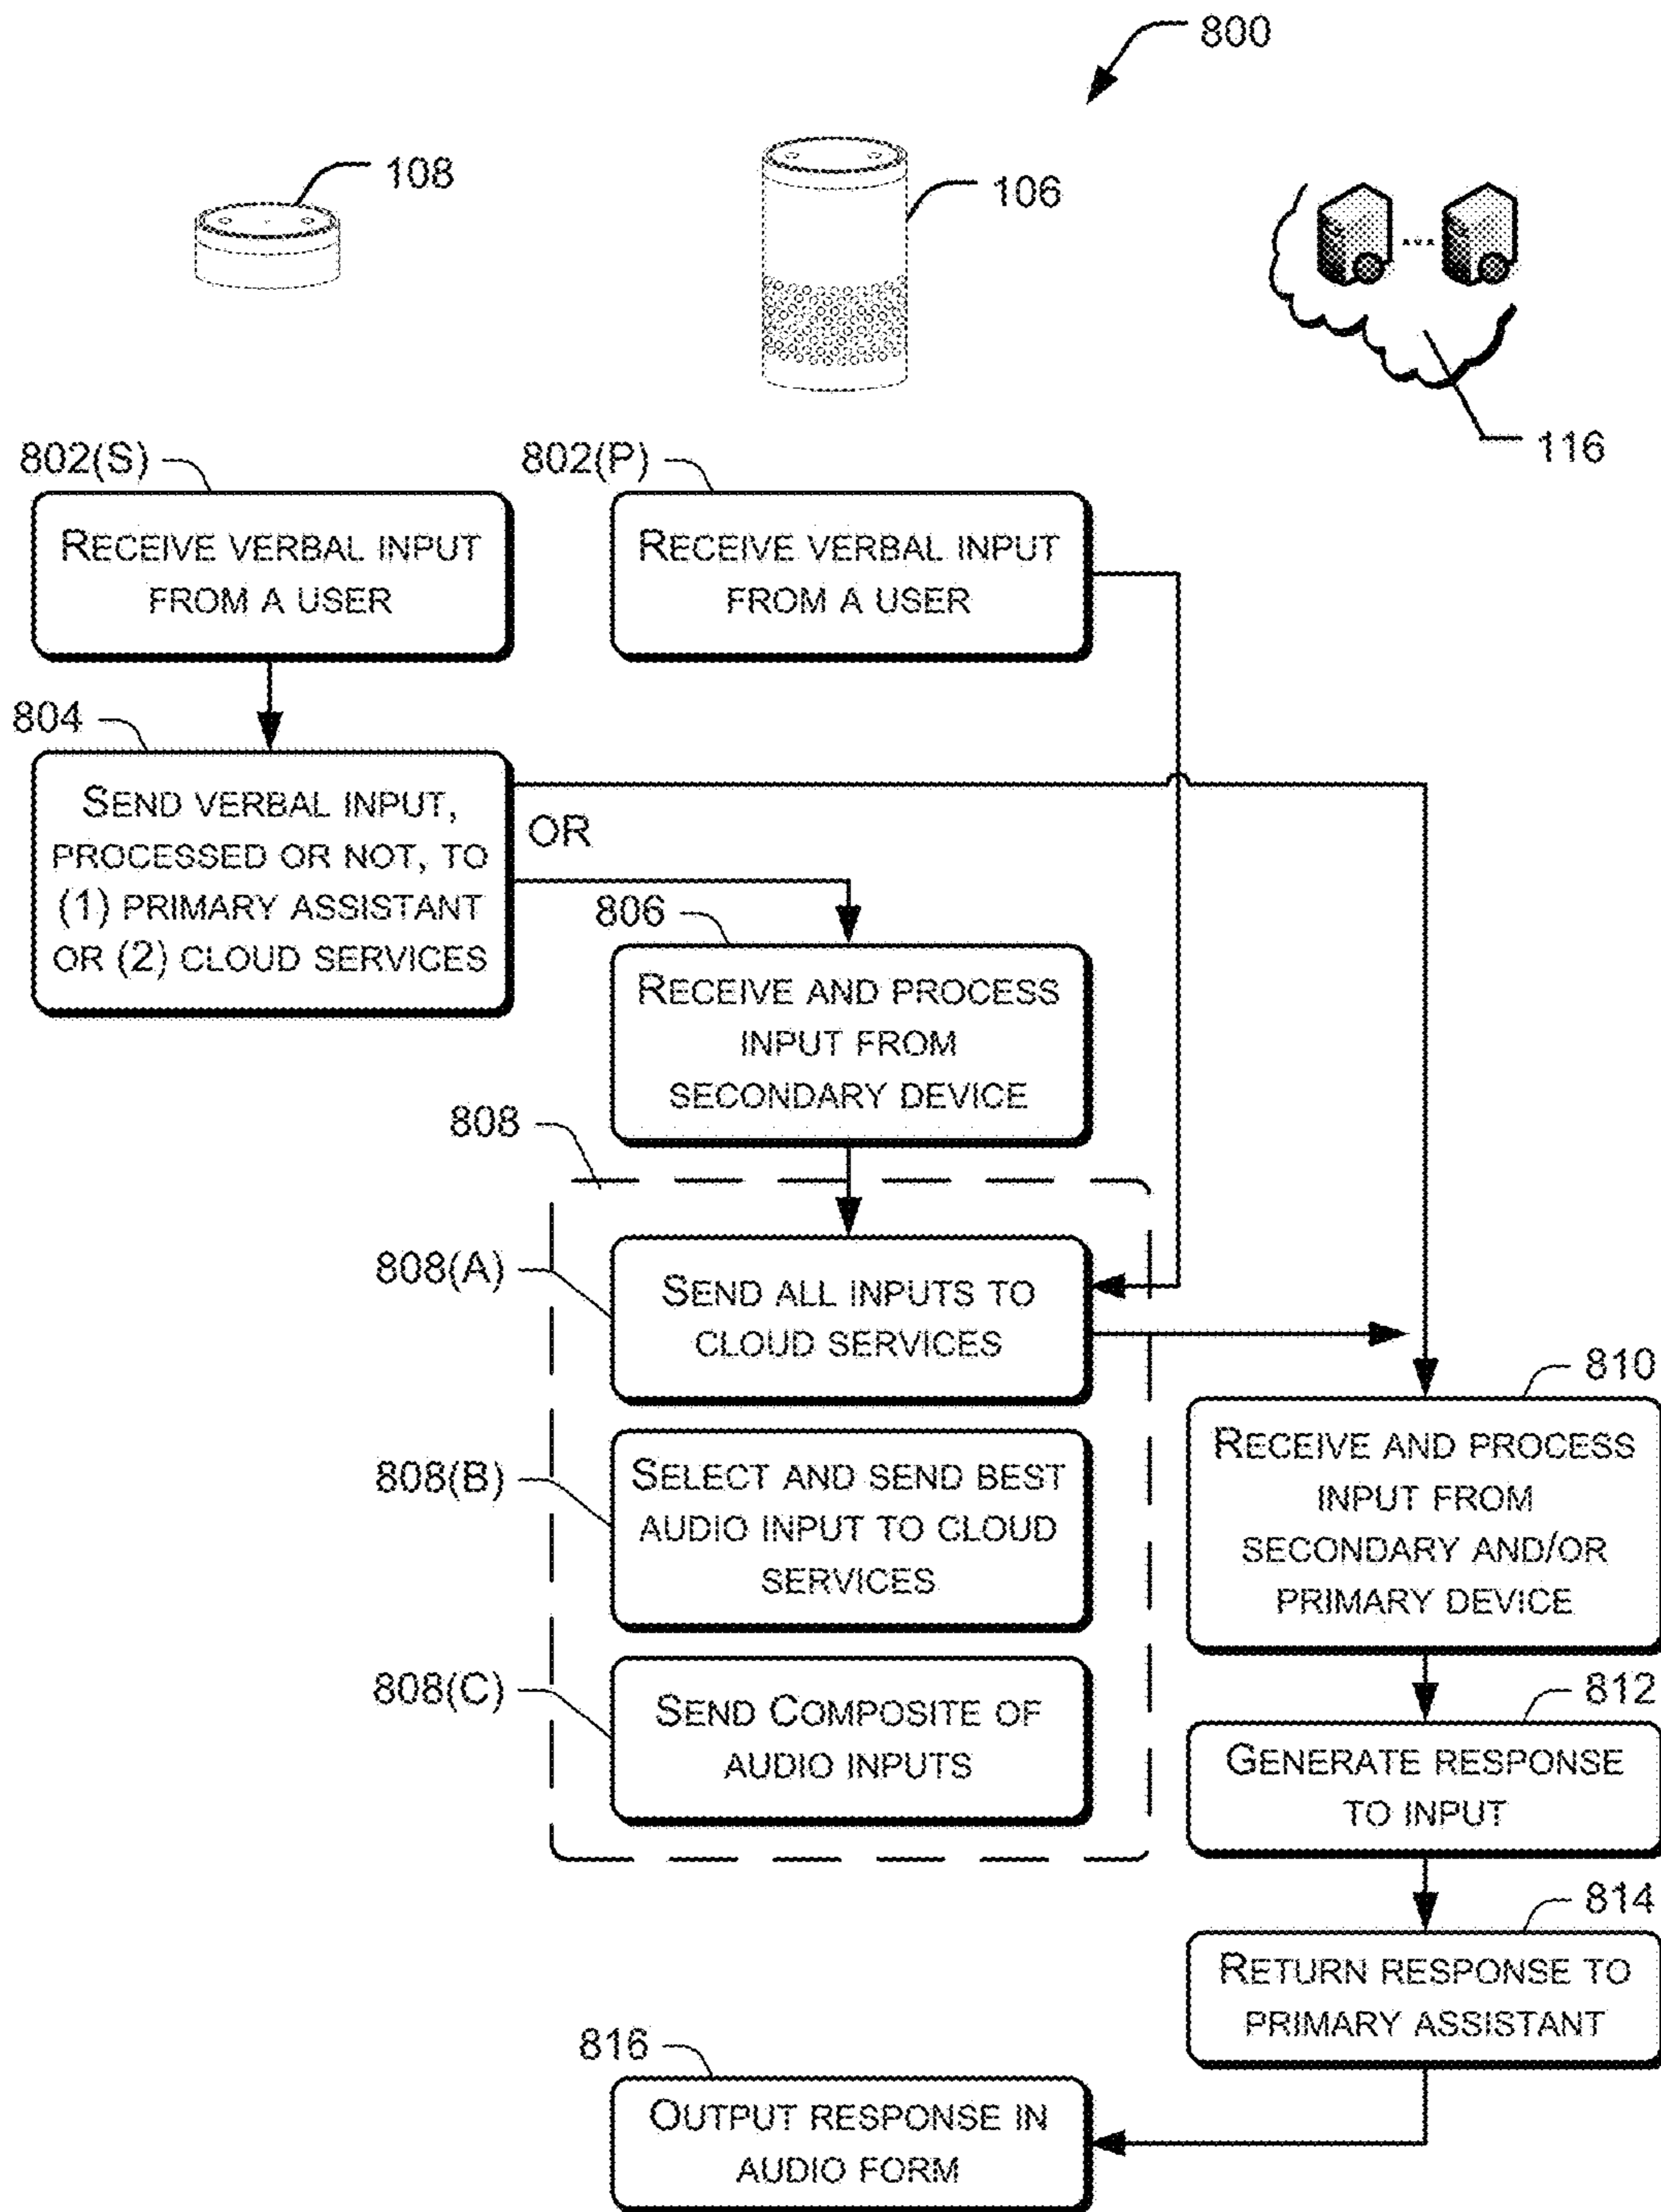 800
108
106
116
802(S)
RECEIVE VERBAL INPUT
FROM A USER
802(P)
RECEIVE VERBAL INPUT
FROM A USER
804
SEND VERBAL INPUT,
PROCESSED OR NOT, TO
(1) PRIMARY ASSISTANT
OR (2) CLOUD SERVICES
OR
806
RECEIVE AND PROCESS
INPUT FROM
SECONDARY DEVICE
808
808(A)
SEND ALL INPUTS TO
CLOUD SERVICES
808(B)
SELECT AND SEND BEST
AUDIO INPUT TO CLOUD
SERVICES
808(C)
SEND COMPOSITE OF
AUDIO INPUTS
810
RECEIVE AND PROCESS
INPUT FROM
SECONDARY AND/OR
PRIMARY DEVICE
812
GENERATE RESPONSE
TO INPUT
814
RETURN RESPONSE TO
PRIMARY ASSISTANT
816
OUTPUT RESPONSE IN
AUDIO FORM